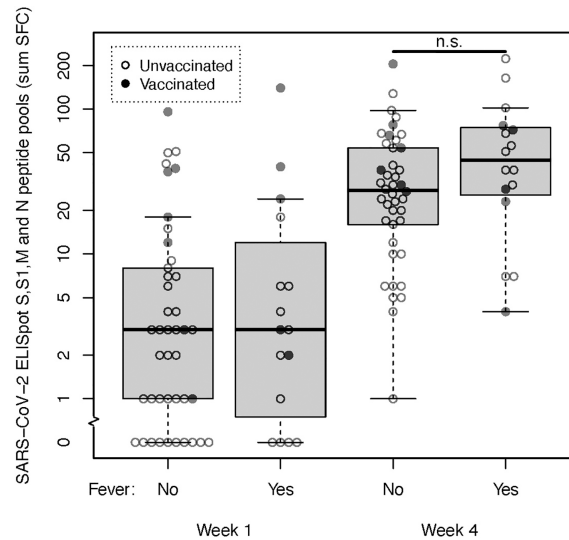 SARS−CoV−2 ELISpot S,S1,M and N peptide pools (sum SFC)
n.s.
Unvaccinated
Vaccinated
200
100
50
20
10
5
2
1
0
Fever: No Yes No Yes
Week 1 Week 4